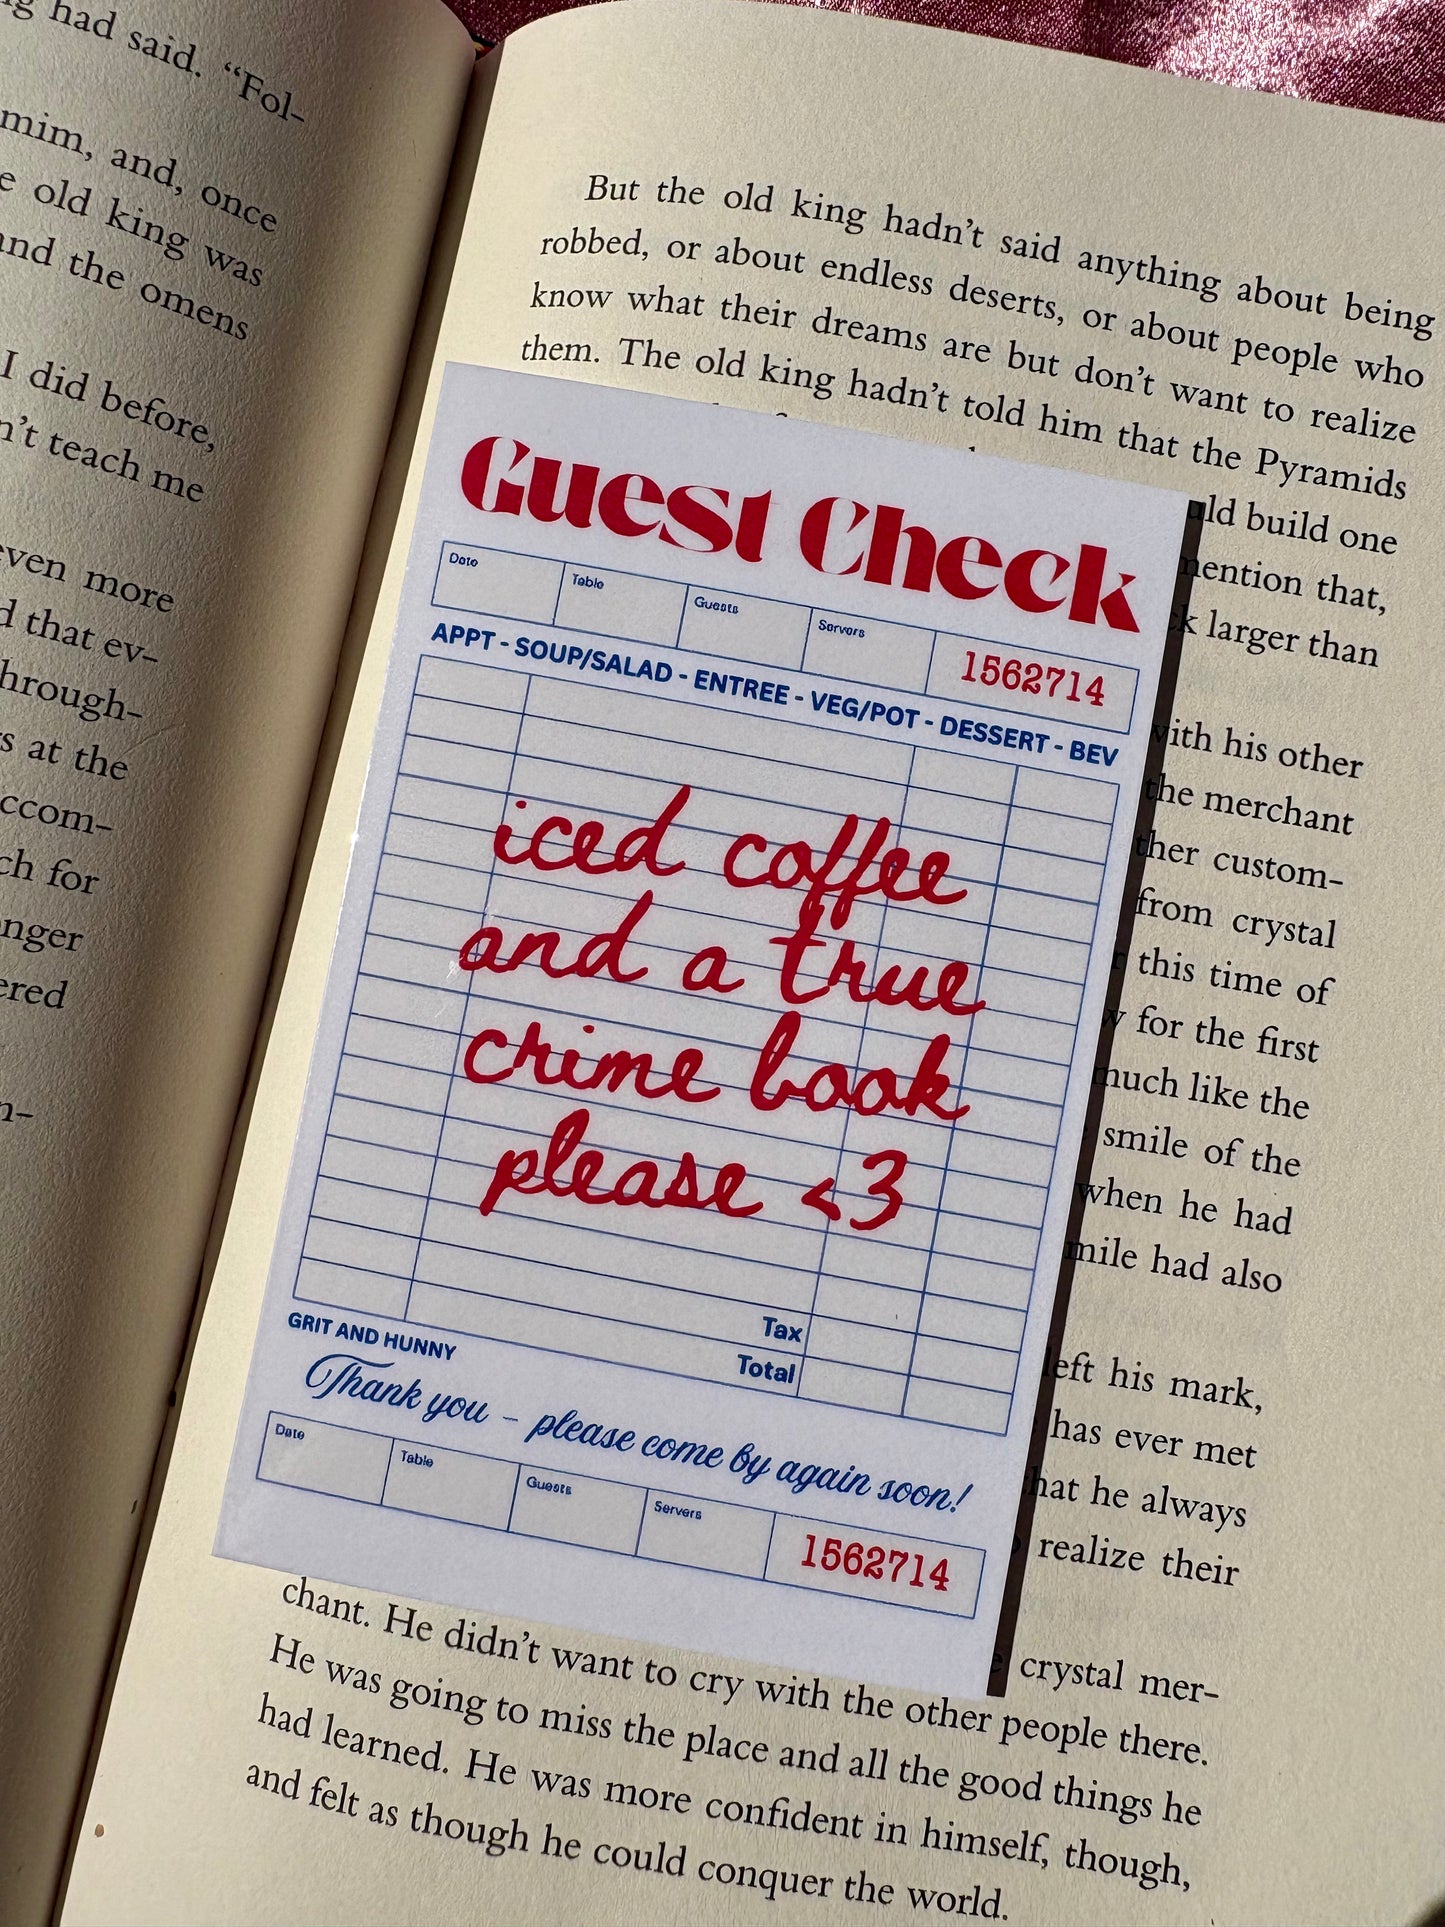 g had said. “Fol-
mim, and, once
old king was
and the omens
I did before,
n’t teach me
even more
d that ev-
hrough-
s at the
ccom-
ch for
nger
ered
n-
But the old king hadn’t said anything about being
robbed, or about endless deserts, or about people who
know what their dreams are but don’t want to realize
them. The old king hadn’t told him that the Pyramids
uld build one
mention that,
k larger than
with his other
the merchant
ther custom-
from crystal
this time of
for the first
much like the
smile of the
when he had
mile had also
left his mark,
has ever met
that he always
realize their
crystal mer-
chant. He didn’t want to cry with the other people there.
He was going to miss the place and all the good things he
had learned. He was more confident in himself, though,
and felt as though he could conquer the world.
Guest Check
Date Table Guests Servers 1562714
APPT - SOUP/SALAD - ENTREE - VEG/POT - DESSERT - BEV
iced coffee
and a true
crime book
please <3
Tax
Total
GRIT AND HUNNY
Thank you - please come by again soon!
Date Table Guests Servers 1562714